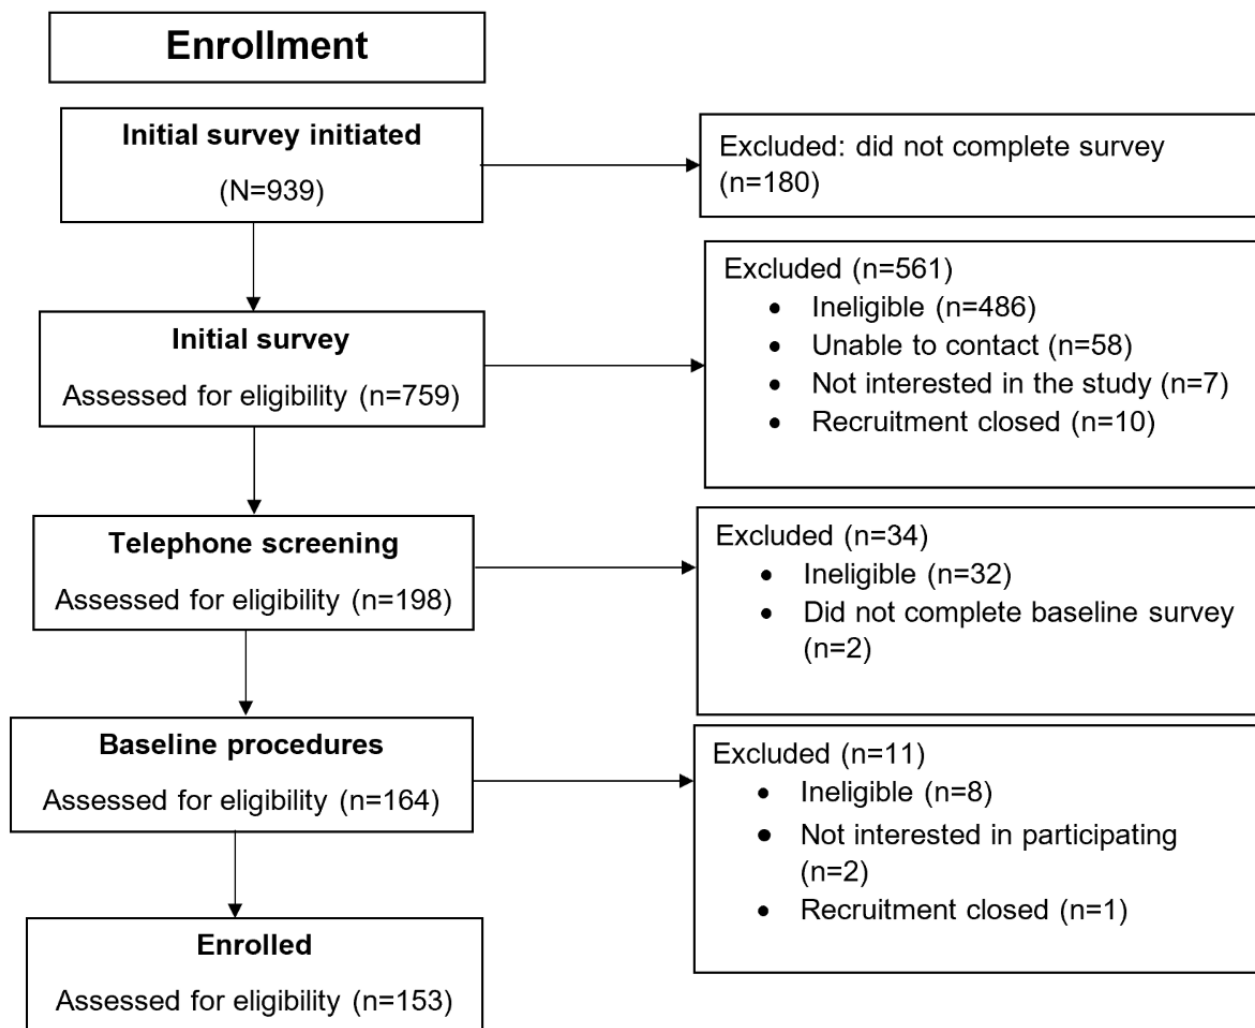 Enrollment
Initial survey initiated
(N=939)
Excluded: did not complete survey
(n=180)
Initial survey
Assessed for eligibility (n=759)
Excluded (n=561)
• Ineligible (n=486)
• Unable to contact (n=58)
• Not interested in the study (n=7)
• Recruitment closed (n=10)
Telephone screening
Assessed for eligibility (n=198)
Excluded (n=34)
• Ineligible (n=32)
• Did not complete baseline survey
(n=2)
Baseline procedures
Assessed for eligibility (n=164)
Excluded (n=11)
• Ineligible (n=8)
• Not interested in participating
(n=2)
• Recruitment closed (n=1)
Enrolled
Assessed for eligibility (n=153)